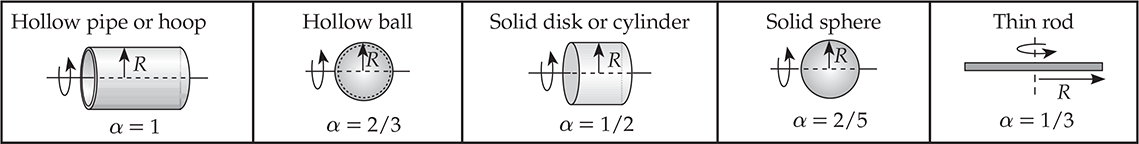 Hollow pipe or hoop
R
α = 1
Hollow ball
R
α = 2/3
Solid disk or cylinder
R
α = 1/2
Solid sphere
R
α = 2/5
Thin rod
R
α = 1/3